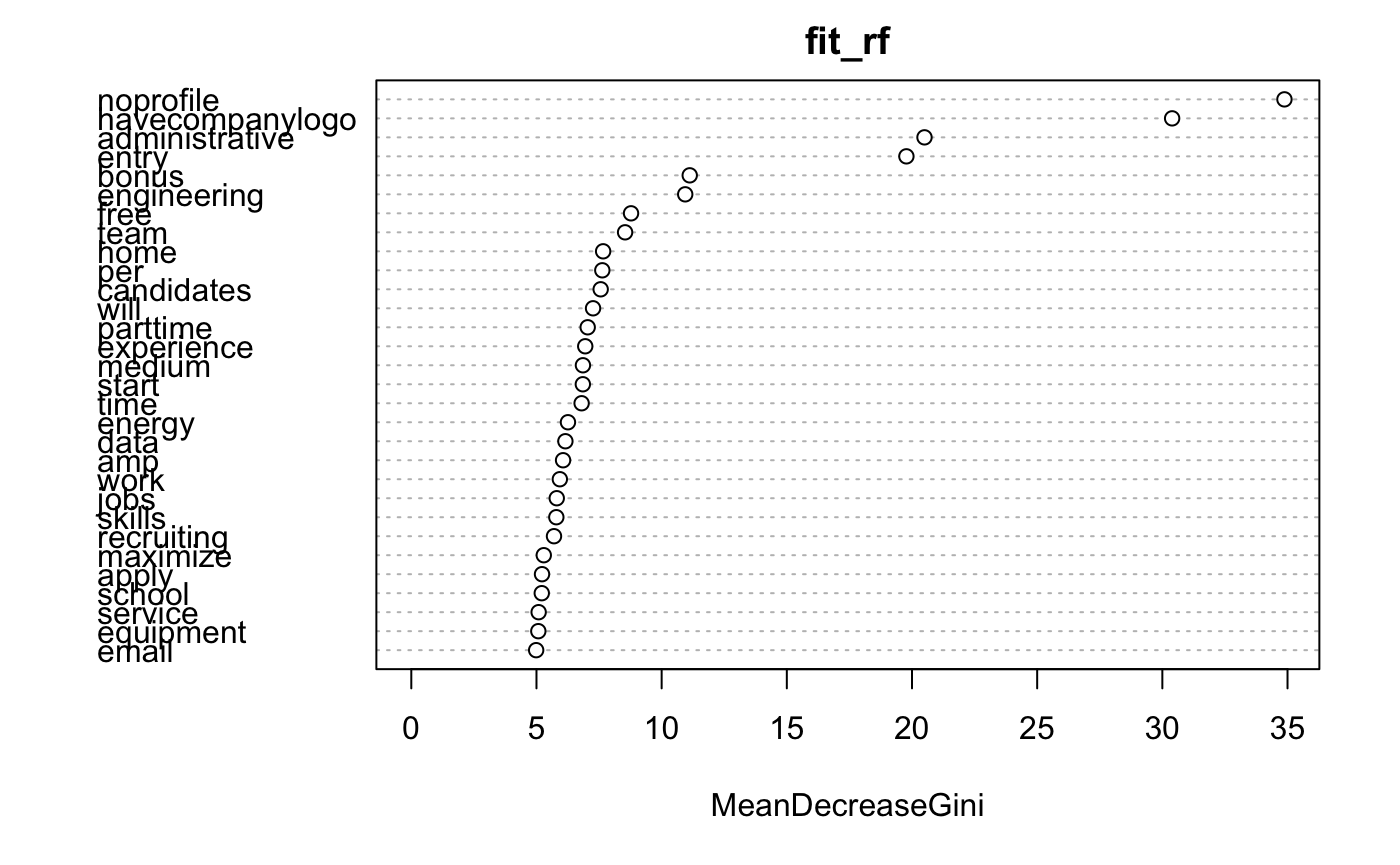 fit_rf
noprofile
havecompanylogo
administrative
entry
bonus
engineering
free
team
home
per
candidates
will
parttime
experience
medium
start
time
energy
data
amp
work
jobs
skills
recruiting
maximize
apply
school
service
equipment
email
0 5 10 15 20 25 30 35
MeanDecreaseGini